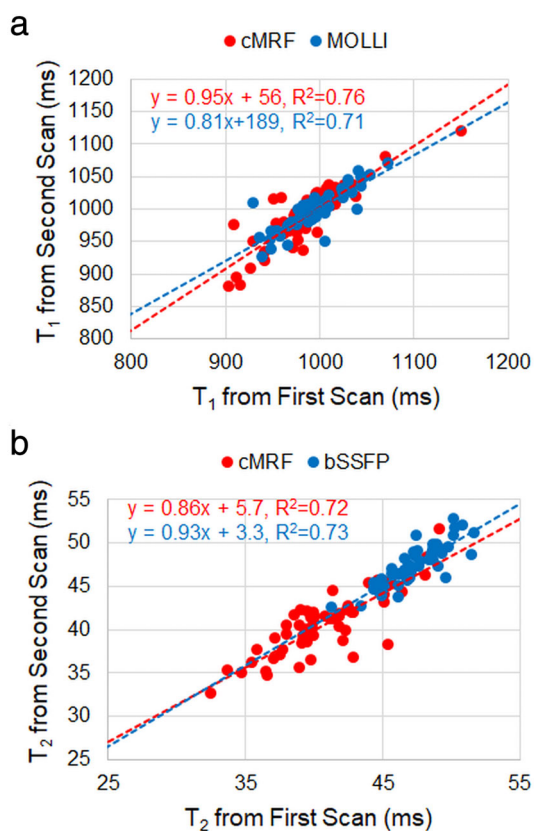 a
cMRF MOLLI
T₁ from Second Scan (ms)
1200
1150
1100
1050
1000
950
900
850
800
y = 0.95x + 56, R²=0.76
y = 0.81x+189, R²=0.71
800 900 1000 1100 1200
T₁ from First Scan (ms)
b
cMRF bSSFP
T₂ from Second Scan (ms)
55
50
45
40
35
30
25
y = 0.86x + 5.7, R²=0.72
y = 0.93x + 3.3, R²=0.73
25 35 45 55
T₂ from First Scan (ms)